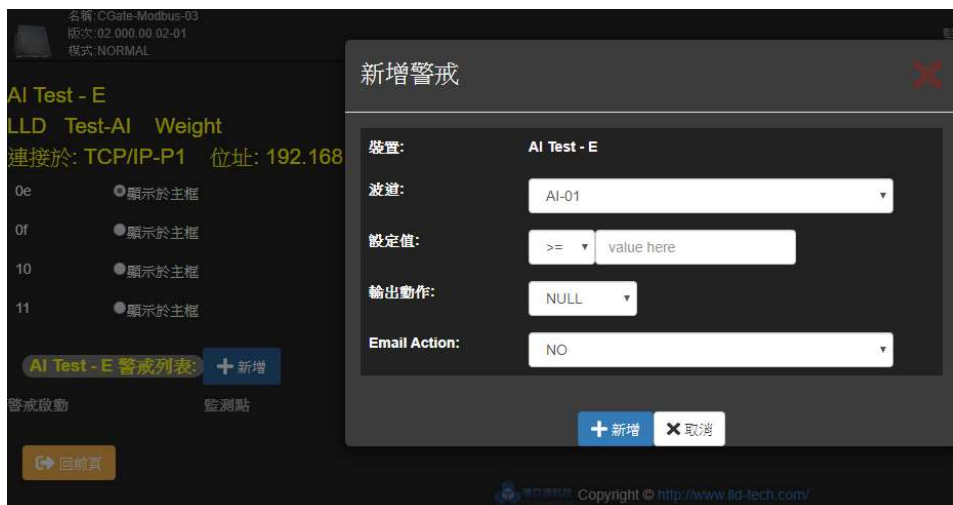 名稱:CGate-Modbus-03
版次:02.000.00.02-01
模式:NORMAL
AI Test - E
LLD Test-AI Weight
連接於: TCP/IP-P1 位址: 192.168
0e 顯示於主框
0f 顯示於主框
10 顯示於主框
11 顯示於主框
AI Test - E 警戒列表: 新增
警戒啟動 監測點
回前頁
新增警戒
裝置: AI Test - E
波道: AI-01
設定值: >= value here
輸出動作: NULL
Email Action: NO
新增 取消
Copyright © http://www.lld-tech.com/